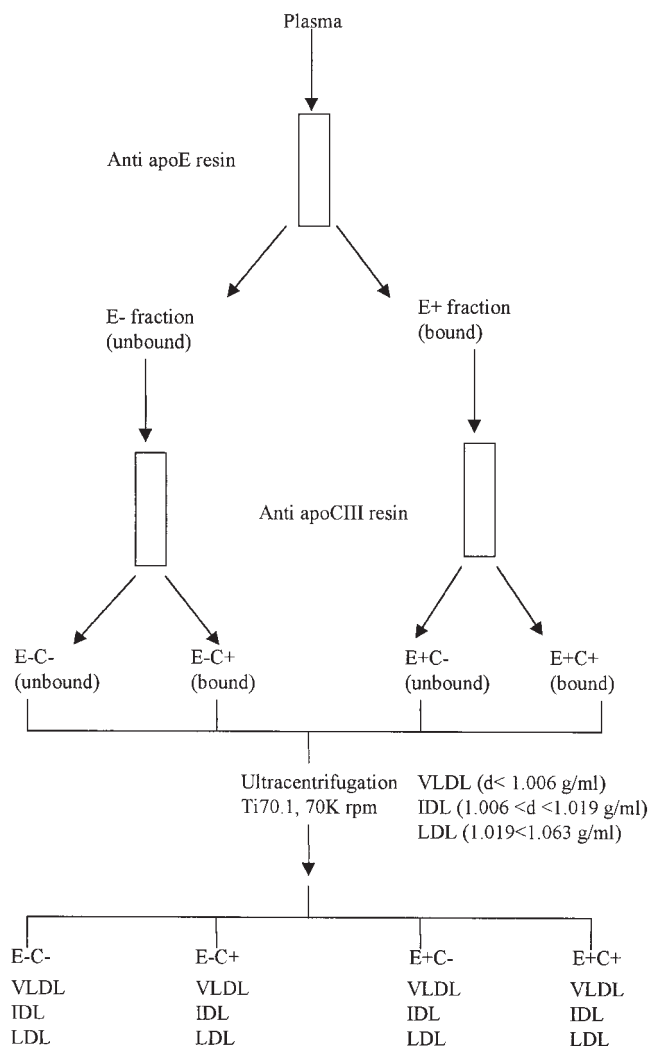 Plasma
Anti apoE resin
E- fraction
(unbound)
E+ fraction
(bound)
Anti apoCIII resin
E-C-
(unbound)
E-C+
(bound)
E+C-
(unbound)
E+C+
(bound)
Ultracentrifugation
Ti70.1, 70K rpm
VLDL (d< 1.006 g/ml)
IDL (1.006 <d <1.019 g/ml)
LDL (1.019<1.063 g/ml)
E-C-
VLDL
IDL
LDL
E-C+
VLDL
IDL
LDL
E+C-
VLDL
IDL
LDL
E+C+
VLDL
IDL
LDL